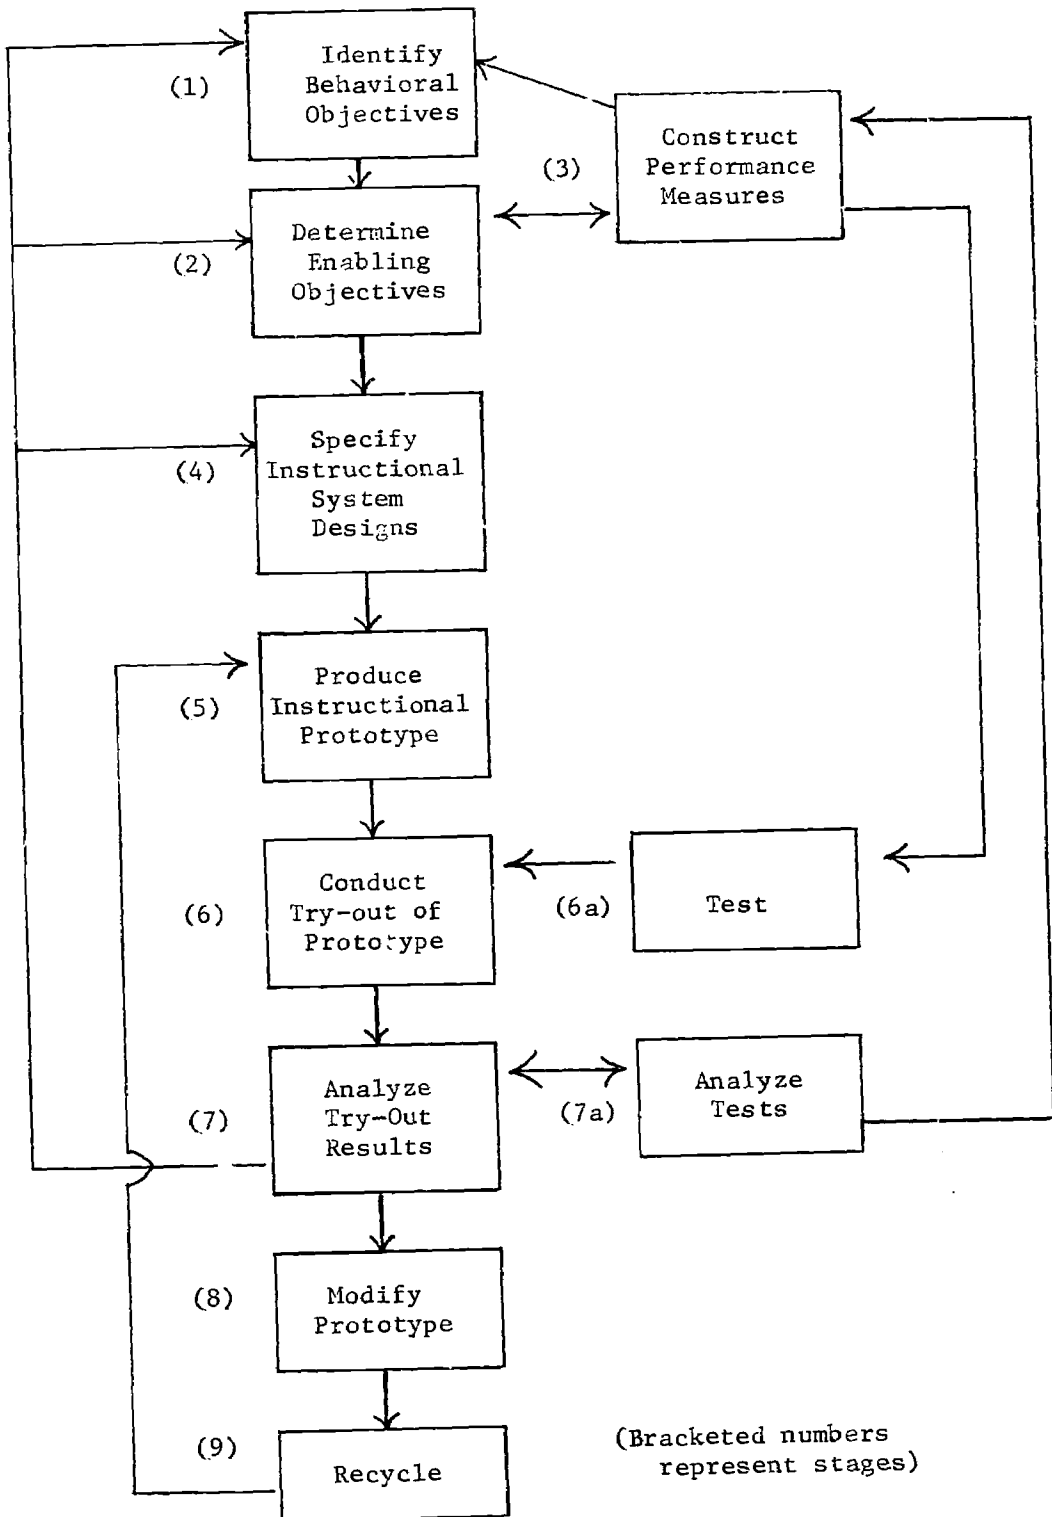 (1)
Identify
Behavioral
Objectives
(3)
Construct
Performance
Measures
(2)
Determine
Enabling
Objectives
(4)
Specify
Instructional
System
Designs
(5)
Produce
Instructional
Prototype
(6)
Conduct
Try-out of
Prototype
(6a)
Test
(7)
Analyze
Try-Out
Results
(7a)
Analyze
Tests
(8)
Modify
Prototype
(9)
Recycle
(Bracketed numbers
represent stages)